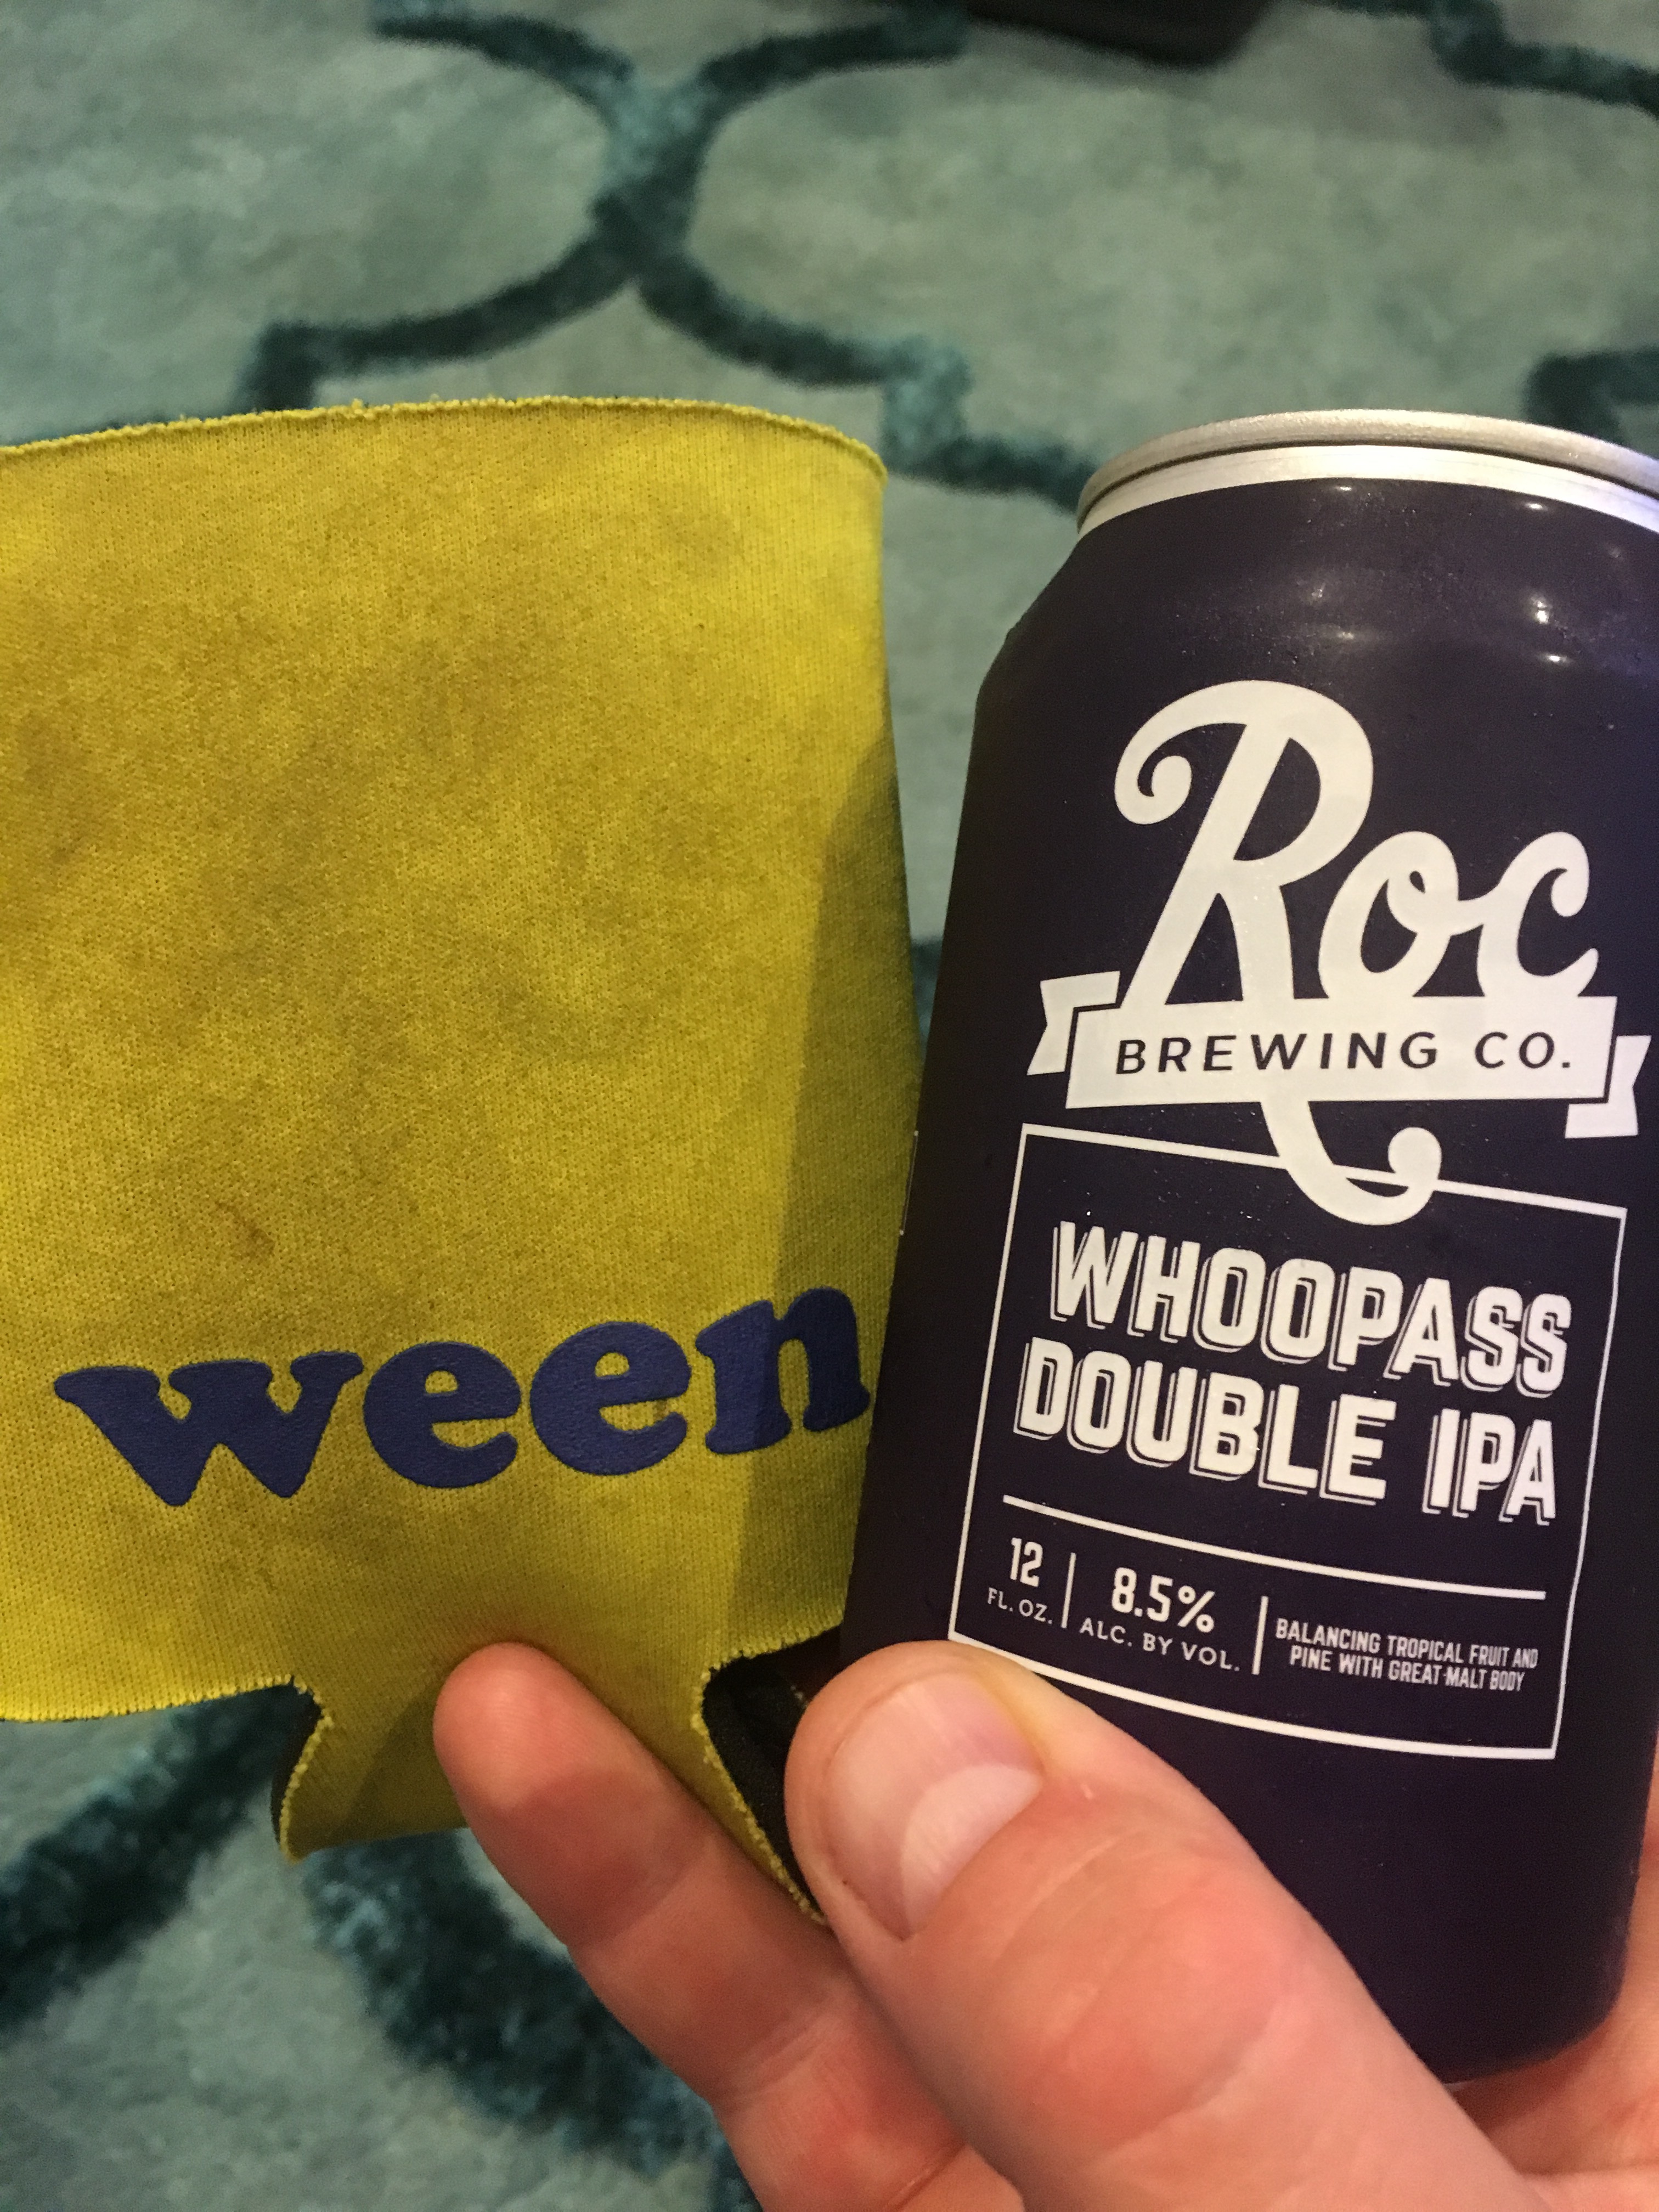 ween
Roc
BREWING CO.
WHOOPASS
DOUBLE IPA
12
FL. OZ.
8.5%
ALC. BY VOL.
BALANCING TROPICAL FRUIT AND
PINE WITH GREAT MALT BODY